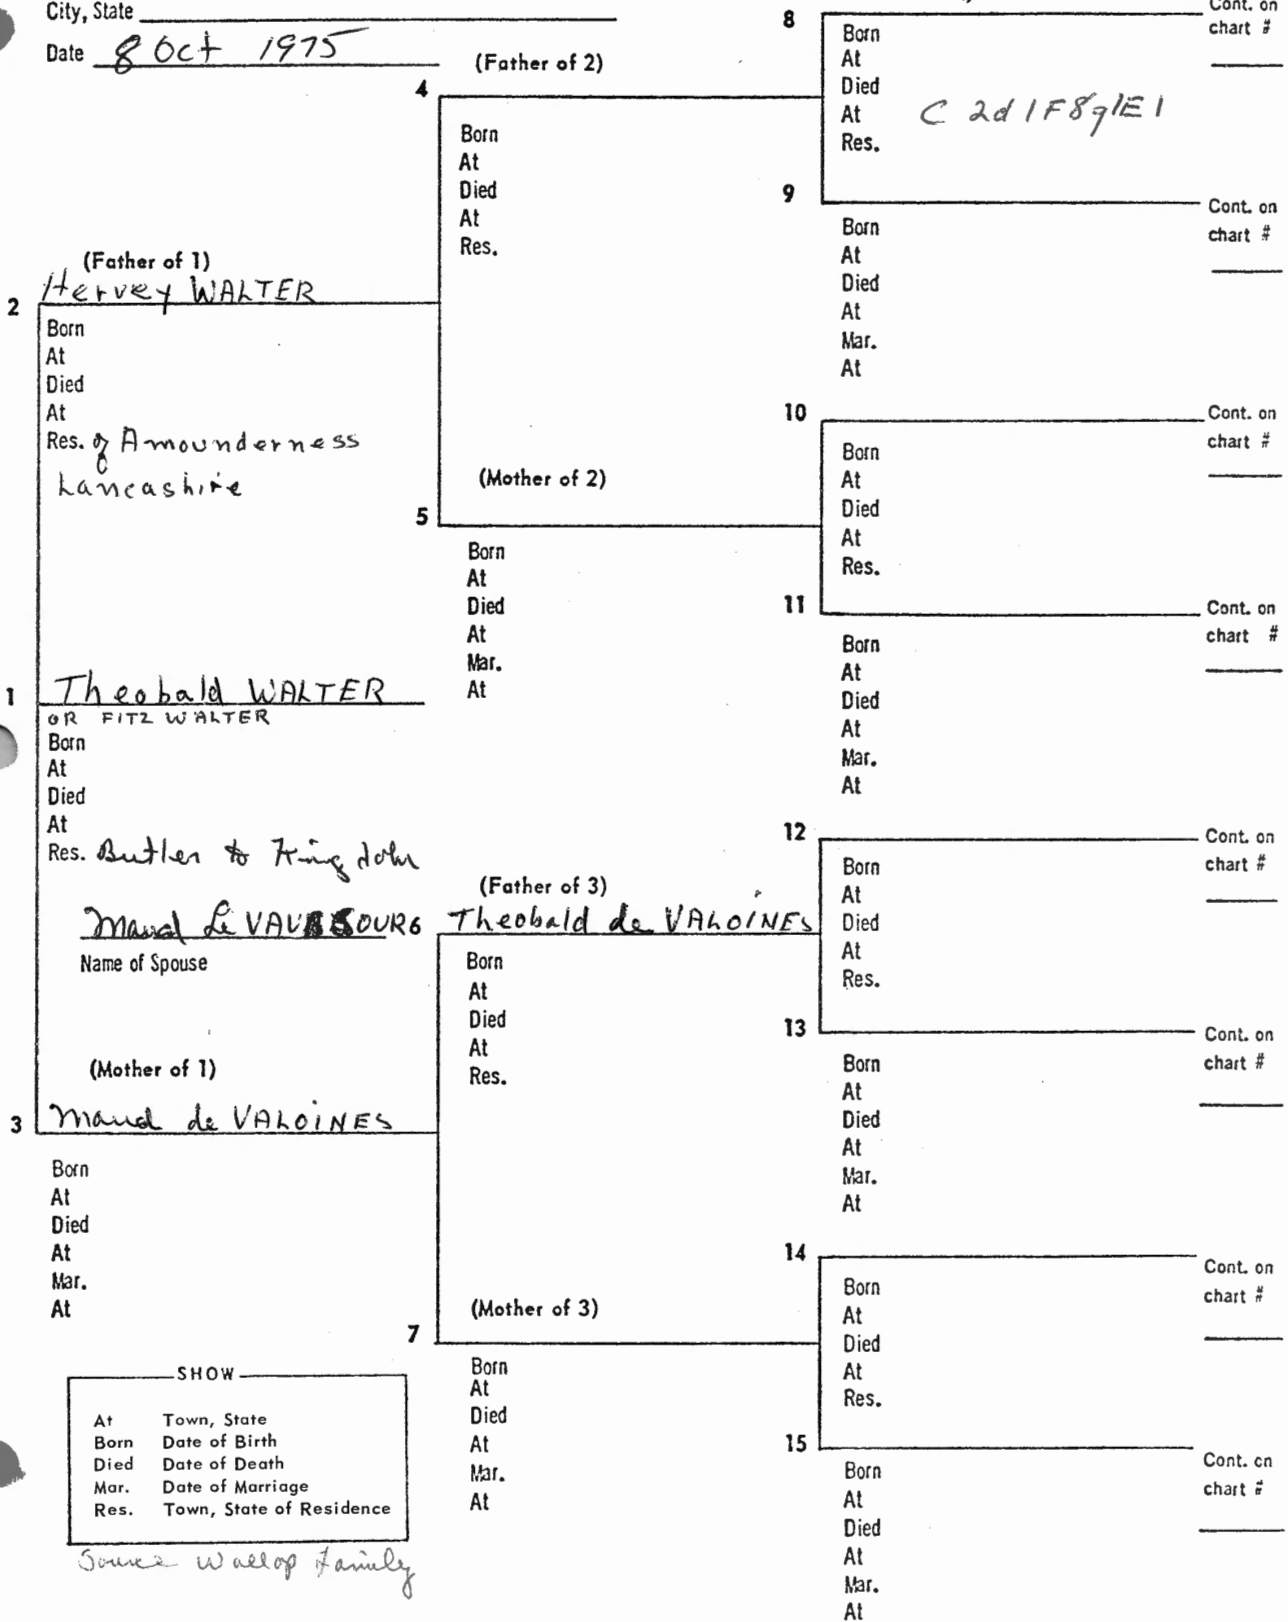 City, State
Date 8 Oct 1975
(Father of 2)
4
Born
At
Died
At
Res.
8
Cont. on
chart #
Born
At
Died
At C 2d1F8g1E1
Res.
9
Cont. on
chart #
Born
At
Died
At
Mar.
At
(Father of 1)
2 Hervey WALTER
Born
At
Died
At
Res. of Amounderness
Lancashire
(Mother of 2)
5
Born
At
Died
At
Mar.
At
10
Cont. on
chart #
Born
At
Died
At
Res.
11
Cont. on
chart #
Born
At
Died
At
Mar.
At
1 Theobald WALTER
OR FITZ WALTER
Born
At
Died
At
Res. Butler to King John
Maud Le
Name of Spouse
(Father of 3)
Theobald de VALOINES
Born
At
Died
At
Res.
12
Cont. on
chart #
Born
At
Died
At
Res.
13
Cont. on
chart #
Born
At
Died
At
Mar.
At
(Mother of 1)
3 Maud de VALOINES
Born
At
Died
At
Mar.
At
(Mother of 3)
7
Born
At
Died
At
Mar.
At
14
Cont. on
chart #
Born
At
Died
At
Res.
15
Cont. on
chart #
Born
At
Died
At
Mar.
At
SHOW
At Town, State
Born Date of Birth
Died Date of Death
Mar. Date of Marriage
Res. Town, State of Residence
Source Wallop Family